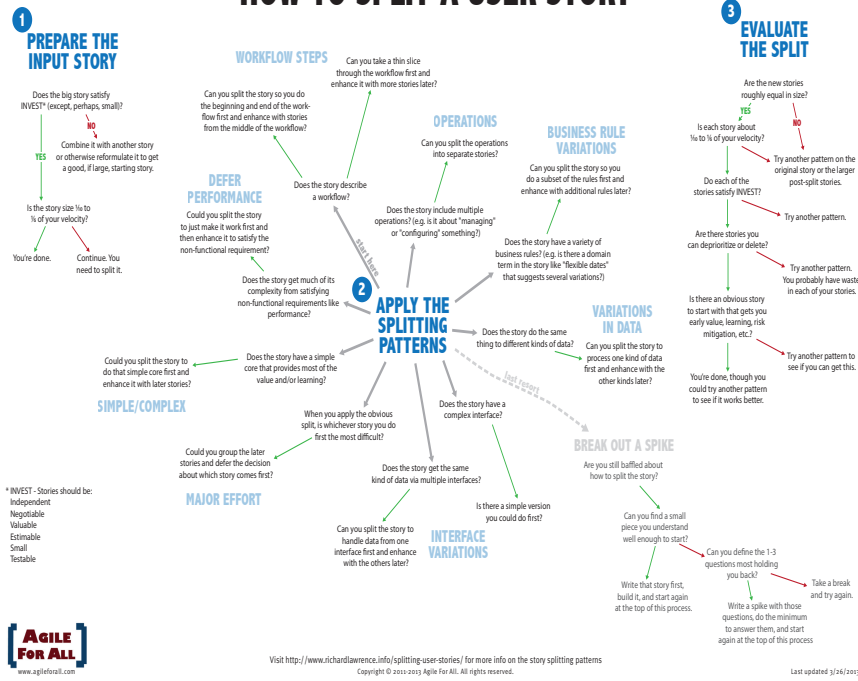 HOW TO SPLIT A USER STORY
1
PREPARE THE
INPUT STORY
Does the big story satisfy
INVEST* (except, perhaps, small)?
NO
YES
Combine it with another story
or otherwise reformulate it to get
a good, if large, starting story.
Is the story size 1⁄10 to
1⁄6 of your velocity?
You're done.
Continue. You
need to split it.
2
APPLY THE
SPLITTING
PATTERNS
start here
WORKFLOW STEPS
Can you take a thin slice
through the workflow first and
enhance it with more stories later?
Can you split the story so you do
the beginning and end of the work-
flow first and enhance with stories
from the middle of the workflow?
Does the story describe
a workflow?
OPERATIONS
Can you split the operations
into separate stories?
Does the story include multiple
operations? (e.g. is it about "managing"
or "configuring" something?)
BUSINESS RULE
VARIATIONS
Can you split the story so you
do a subset of the rules first and
enhance with additional rules later?
Does the story have a variety of
business rules? (e.g. is there a domain
term in the story like "flexible dates"
that suggests several variations?)
VARIATIONS
IN DATA
Does the story do the same
thing to different kinds of data?
Can you split the story to
process one kind of data
first and enhance with the
other kinds later?
DEFER
PERFORMANCE
Could you split the story
to just make it work first and
then enhance it to satisfy the
non-functional requirement?
Does the story get much of its
complexity from satisfying
non-functional requirements like
performance?
Could you split the story to
do that simple core first and
enhance it with later stories?
Does the story have a simple
core that provides most of the
value and/or learning?
SIMPLE/COMPLEX
When you apply the obvious
split, is whichever story you do
first the most difficult?
Could you group the later
stories and defer the decision
about which story comes first?
MAJOR EFFORT
Does the story get the same
kind of data via multiple interfaces?
Can you split the story to
handle data from one
interface first and enhance
with the others later?
INTERFACE
VARIATIONS
Does the story have a
complex interface?
Is there a simple version
you could do first?
last resort
BREAK OUT A SPIKE
Are you still baffled about
how to split the story?
Can you find a small
piece you understand
well enough to start?
Write that story first,
build it, and start again
at the top of this process.
Can you define the 1-3
questions most holding
you back?
Take a break
and try again.
Write a spike with those
questions, do the minimum
to answer them, and start
again at the top of this process
3
EVALUATE
THE SPLIT
Are the new stories
roughly equal in size?
YES
NO
Is each story about
1⁄10 to 1⁄6 of your velocity?
Try another pattern on the
original story or the larger
post-split stories.
Do each of the
stories satisfy INVEST?
Try another pattern.
Are there stories you
can deprioritize or delete?
Try another pattern.
You probably have waste
in each of your stories.
Is there an obvious story
to start with that gets you
early value, learning, risk
mitigation, etc.?
Try another pattern to
see if you can get this.
You're done, though you
could try another pattern
to see if it works better.
* INVEST - Stories should be:
Independent
Negotiable
Valuable
Estimable
Small
Testable
AGILE
FOR ALL
www.agileforall.com
Visit http://www.richardlawrence.info/splitting-user-stories/ for more info on the story splitting patterns
Copyright © 2011-2013 Agile For All. All rights reserved.
Last updated 3/26/2013